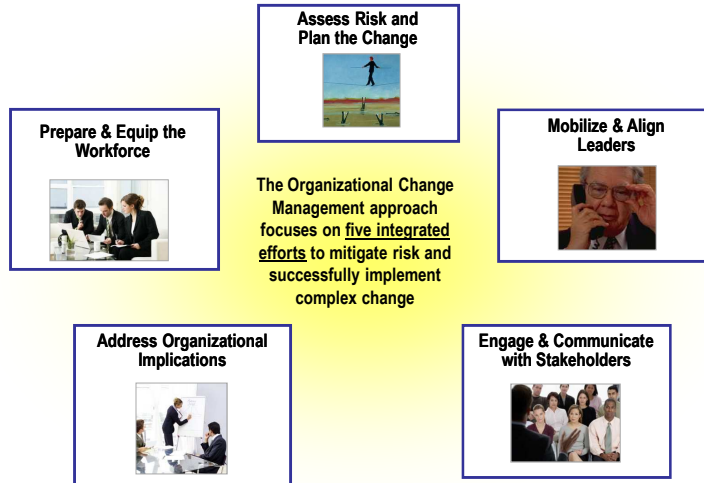 Assess Risk and
Plan the Change
Prepare & Equip the
Workforce
Mobilize & Align
Leaders
The Organizational Change
Management approach
focuses on five integrated
efforts to mitigate risk and
successfully implement
complex change
Address Organizational
Implications
Engage & Communicate
with Stakeholders